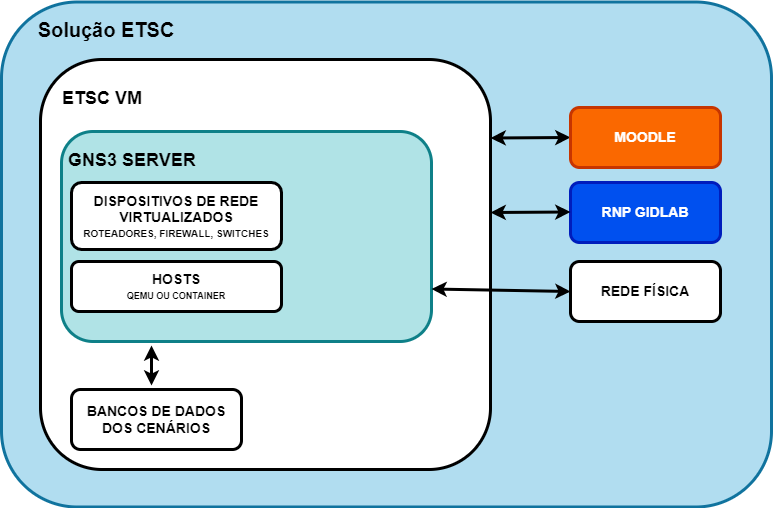 Solução ETSC
ETSC VM
GNS3 SERVER
DISPOSITIVOS DE REDE
VIRTUALIZADOS
ROTEADORES, FIREWALL, SWITCHES
HOSTS
QEMU OU CONTAINER
BANCOS DE DADOS
DOS CENÁRIOS
MOODLE
RNP GIDLAB
REDE FÍSICA